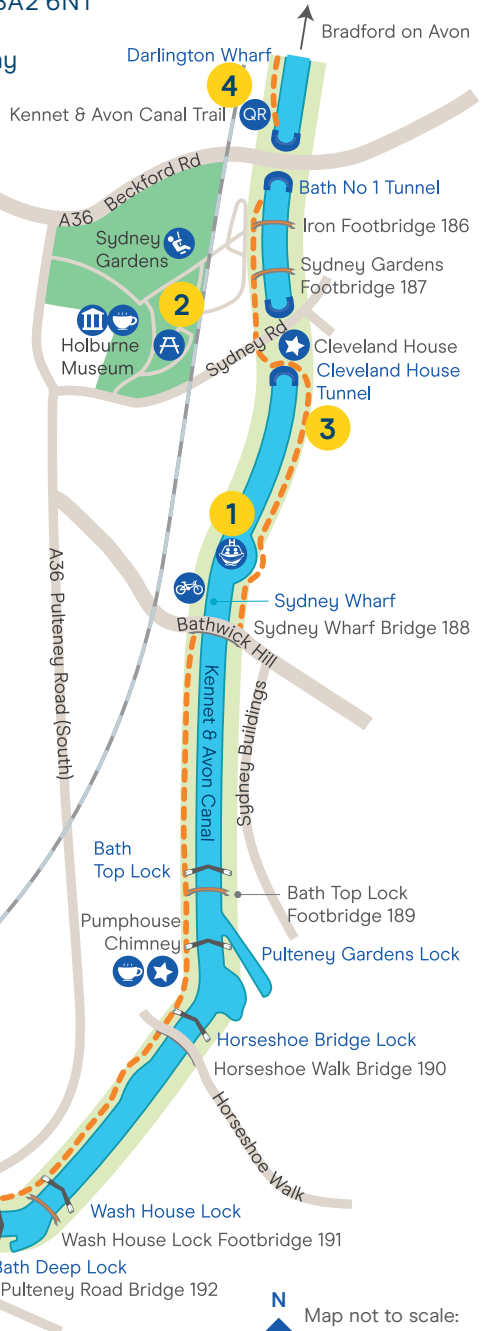 BA2 6NT
Bradford on Avon
Darlington Wharf
4
Kennet & Avon Canal Trail
QR
Beckford Rd
A36
Bath No 1 Tunnel
Iron Footbridge 186
Sydney
Gardens
Sydney Gardens
Footbridge 187
2
Holburne
Museum
Sydney Rd
Cleveland House
Cleveland House
Tunnel
3
1
A36 Pulteney Road (South)
Sydney Wharf
Bathwick Hill
Sydney Wharf Bridge 188
Kennet & Avon Canal
Sydney Buildings
Bath
Top Lock
Bath Top Lock
Footbridge 189
Pumphouse
Chimney
Pulteney Gardens Lock
Horseshoe Bridge Lock
Horseshoe Walk Bridge 190
Horseshoe Walk
Wash House Lock
Wash House Lock Footbridge 191
Bath Deep Lock
Pulteney Road Bridge 192
N
Map not to scale: